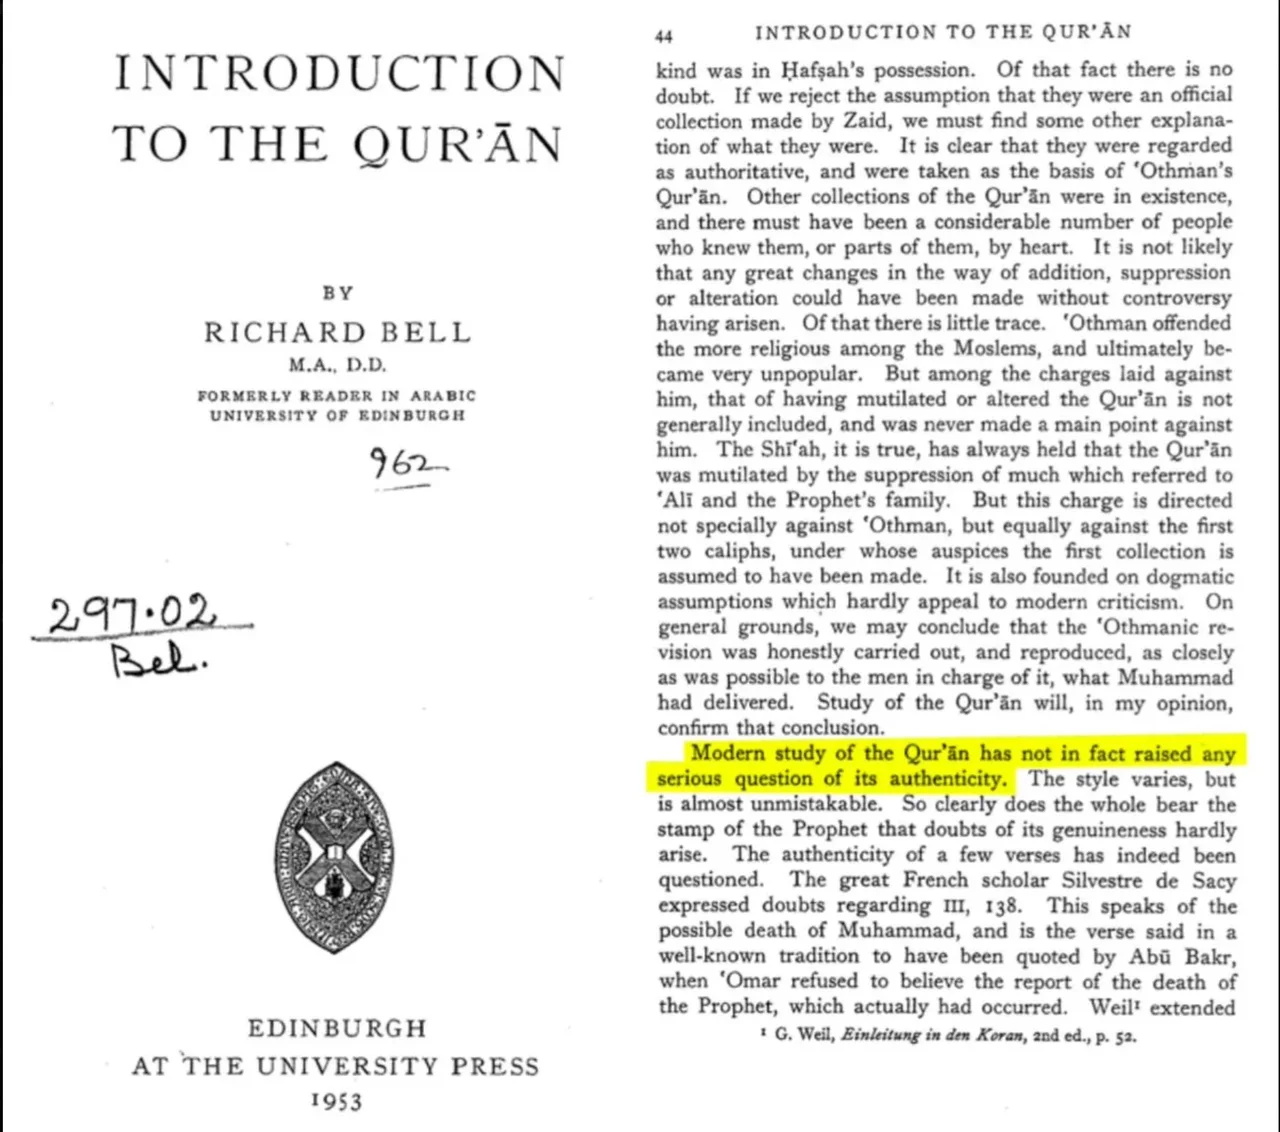 INTRODUCTION
TO THE QUR'ĀN
BY
RICHARD BELL
M.A., D.D.
FORMERLY READER IN ARABIC
UNIVERSITY OF EDINBURGH
962
297.02
Bel.
EDINBURGH
AT THE UNIVERSITY PRESS
1953
44 INTRODUCTION TO THE QUR'ĀN
kind was in Ḥafṣah's possession. Of that fact there is no
doubt. If we reject the assumption that they were an official
collection made by Zaid, we must find some other explana-
tion of what they were. It is clear that they were regarded
as authoritative, and were taken as the basis of ‘Othman's
Qur'ān. Other collections of the Qur'ān were in existence,
and there must have been a considerable number of people
who knew them, or parts of them, by heart. It is not likely
that any great changes in the way of addition, suppression
or alteration could have been made without controversy
having arisen. Of that there is little trace. ‘Othman offended
the more religious among the Moslems, and ultimately be-
came very unpopular. But among the charges laid against
him, that of having mutilated or altered the Qur'ān is not
generally included, and was never made a main point against
him. The Shī‘ah, it is true, has always held that the Qur'ān
was mutilated by the suppression of much which referred to
‘Alī and the Prophet's family. But this charge is directed
not specially against ‘Othman, but equally against the first
two caliphs, under whose auspices the first collection is
assumed to have been made. It is also founded on dogmatic
assumptions which hardly appeal to modern criticism. On
general grounds, we may conclude that the ‘Othmanic re-
vision was honestly carried out, and reproduced, as closely
as was possible to the men in charge of it, what Muhammad
had delivered. Study of the Qur'ān will, in my opinion,
confirm that conclusion.
Modern study of the Qur'ān has not in fact raised any
serious question of its authenticity. The style varies, but
is almost unmistakable. So clearly does the whole bear the
stamp of the Prophet that doubts of its genuineness hardly
arise. The authenticity of a few verses has indeed been
questioned. The great French scholar Silvestre de Sacy
expressed doubts regarding III, 138. This speaks of the
possible death of Muhammad, and is the verse said in a
well-known tradition to have been quoted by Abū Bakr,
when ‘Omar refused to believe the report of the death of
the Prophet, which actually had occurred. Weil¹ extended
¹ G. Weil, Einleitung in den Koran, 2nd ed., p. 52.